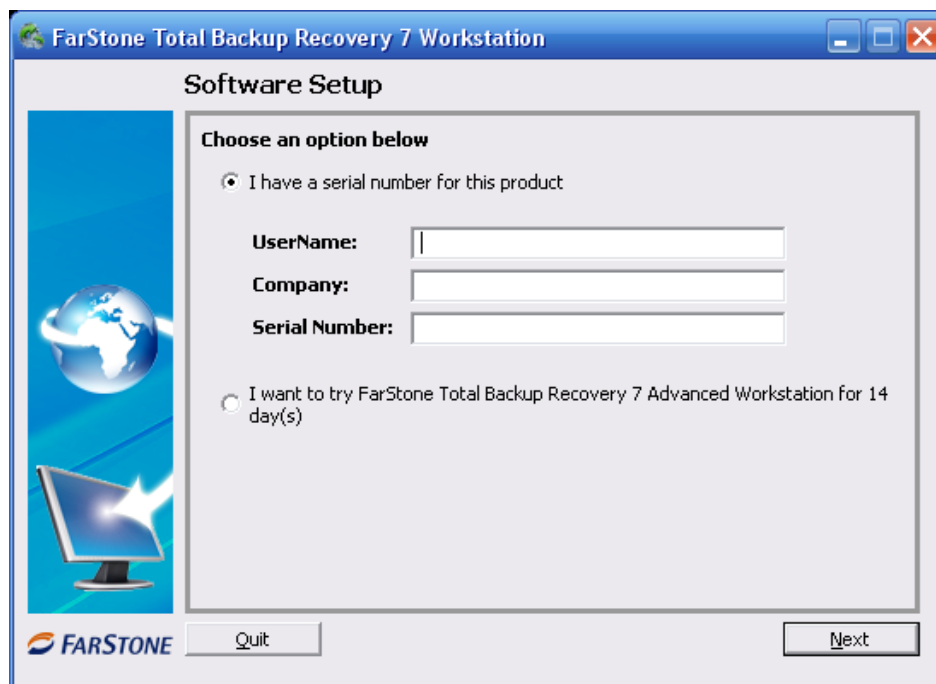 FarStone Total Backup Recovery 7 Workstation
Software Setup
Choose an option below
I have a serial number for this product
UserName:
Company:
Serial Number:
I want to try FarStone Total Backup Recovery 7 Advanced Workstation for 14
day(s)
FARSTONE
Quit
Next